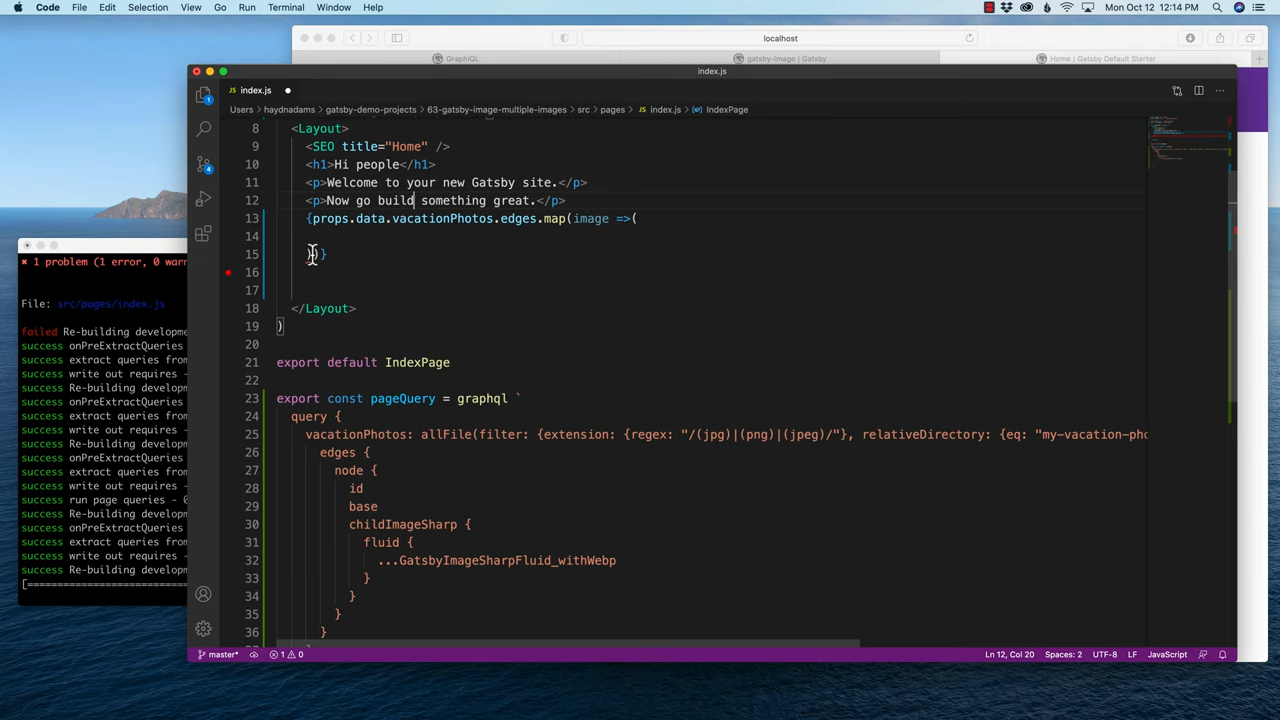 Code File Edit Selection View Go Run Terminal Window Help
Mon Oct 12 12:14 PM
localhost
GraphiQL
gatsby-image | Gatsby
Home | Gatsby Default Starter
index.js
index.js
Users > haydnadams > gatsby-demo-projects > 63-gatsby-image-multiple-images > src > pages > index.js > IndexPage
8 <Layout>
9 <SEO title="Home" />
10 <h1>Hi people</h1>
11 <p>Welcome to your new Gatsby site.</p>
12 <p>Now go build something great.</p>
13 {props.data.vacationPhotos.edges.map(image =>(
14
15 ))}
16
17
18 </Layout>
19 )
20
21 export default IndexPage
22
23 export const pageQuery = graphql `
24 query {
25 vacationPhotos: allFile(filter: {extension: {regex: "/(jpg)|(png)|(jpeg)/"}, relativeDirectory: {eq: "my-vacation-pho
26 edges {
27 node {
28 id
29 base
30 childImageSharp {
31 fluid {
32 ...GatsbyImageSharpFluid_withWebp
33 }
34 }
35 }
36 }
1
4
✖ 1 problem (1 error, 0 warn
File: src/pages/index.js
failed Re-building developme
success onPreExtractQueries
success extract queries from
success write out requires -
success Re-building developm
success onPreExtractQueries
success extract queries from
success write out requires -
success Re-building developm
success onPreExtractQueries
success extract queries from
success write out requires -
success run page queries - 0
success Re-building developm
success onPreExtractQueries
success extract queries from
success write out requires -
success Re-building developm
[==============================
master* 1 0
Ln 12, Col 20 Spaces: 2 UTF-8 LF JavaScript